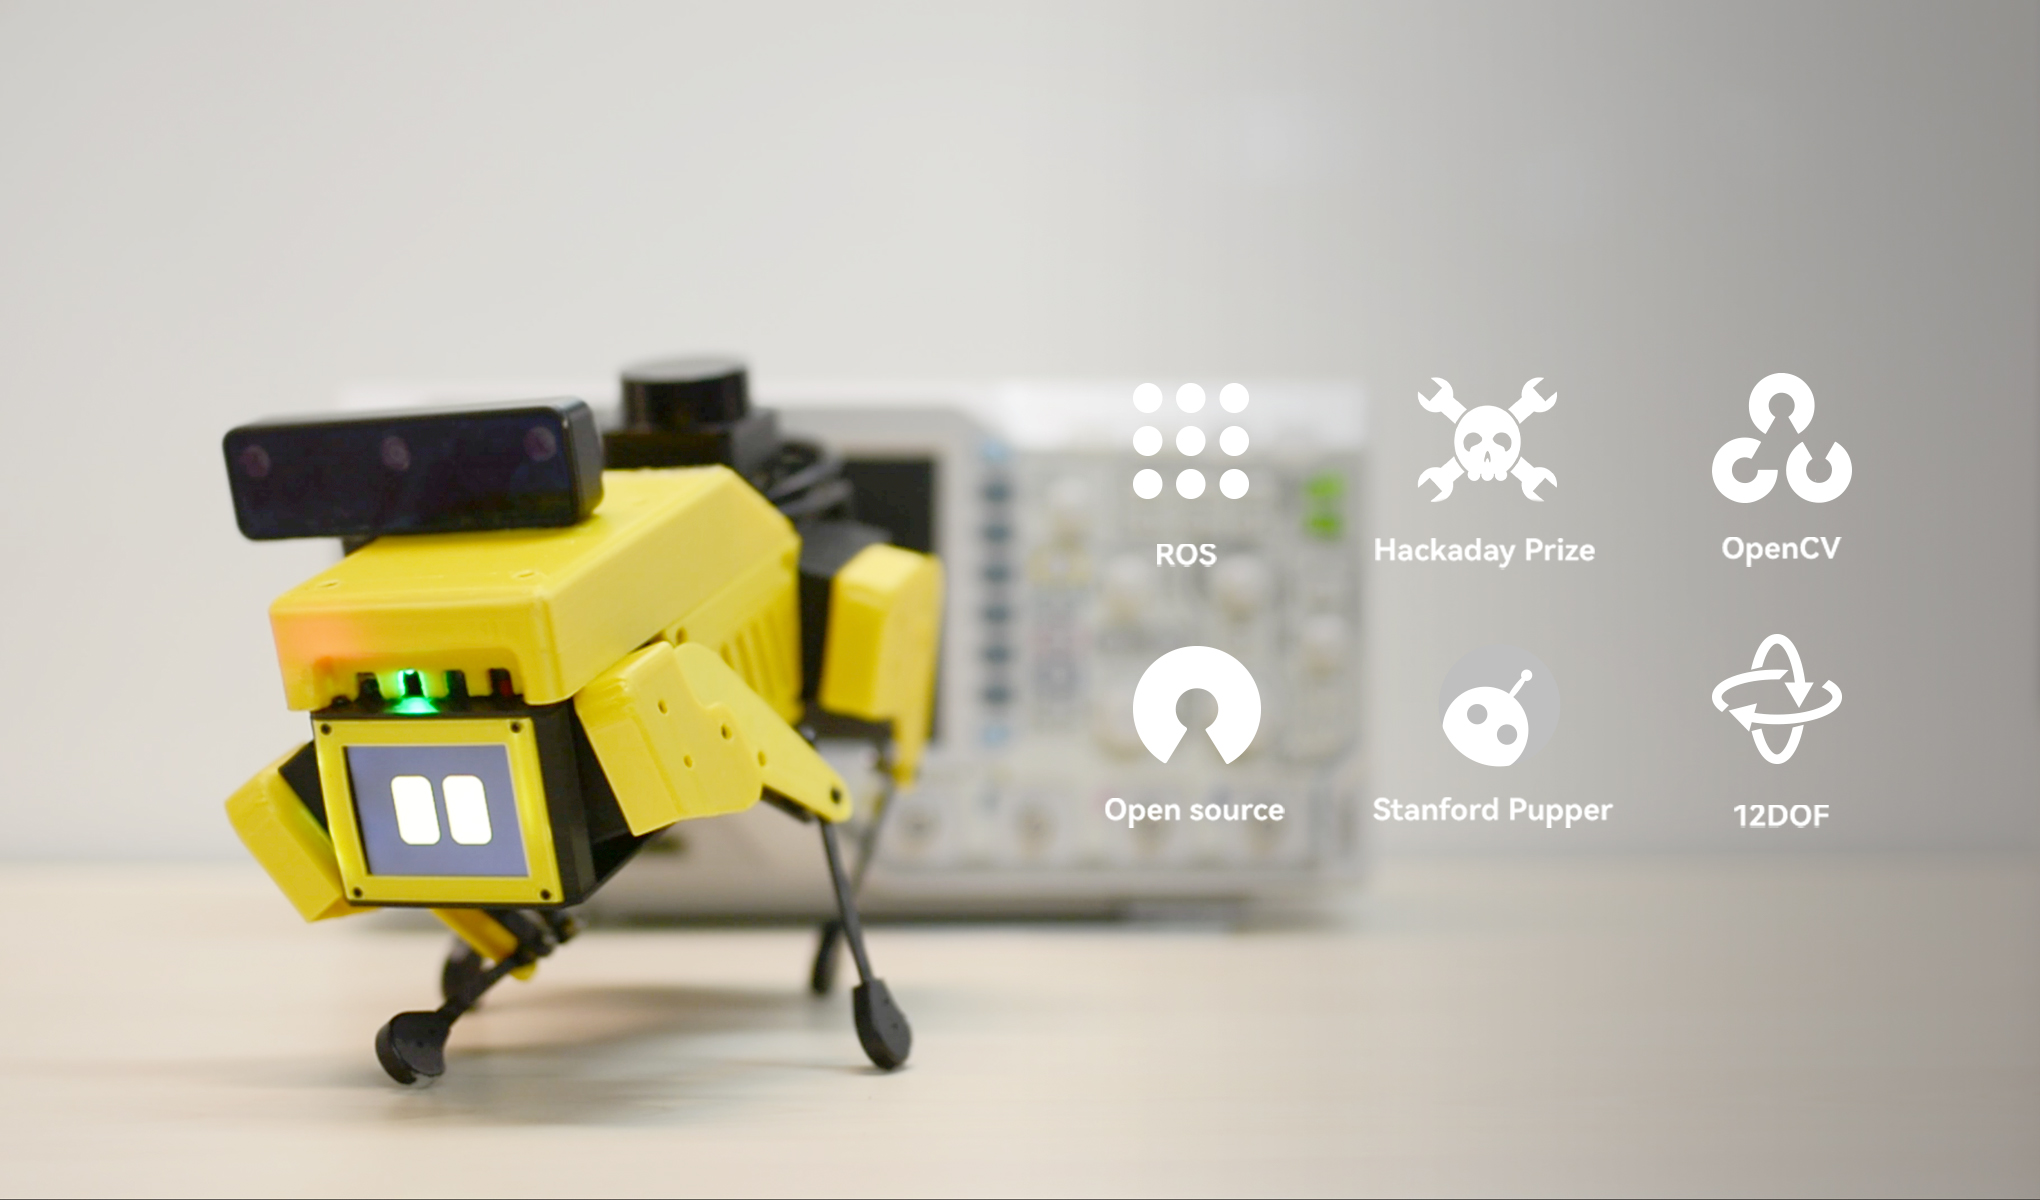 ROS
Hackaday Prize
OpenCV
Open source
Stanford Pupper
12DOF